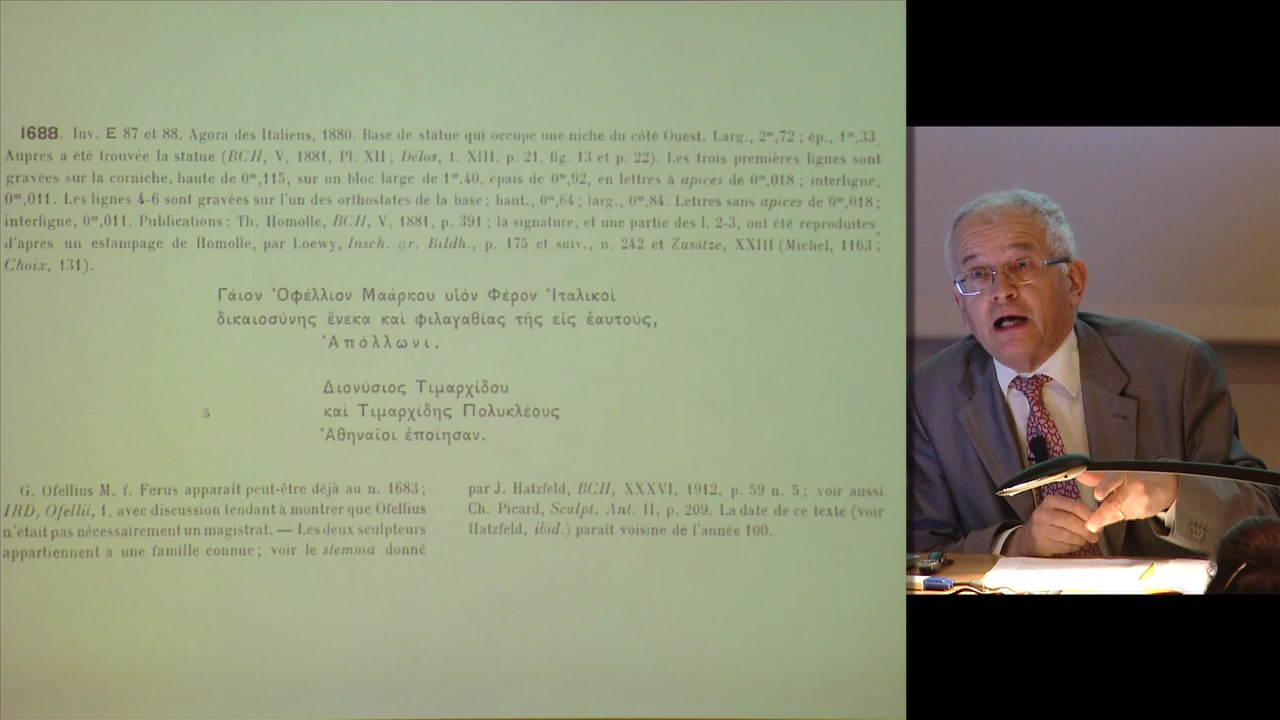 1688. Inv. E 87 et 88. Agora des Italiens, 1880. Base de statue qui occupe une niche du côté Ouest. Larg., 2ᵐ,72 ; ép., 1ᵐ,33.
Auprès a été trouvée la statue (BCH, V, 1881, Pl. XII ; Délos, t. XIII, p. 21, fig. 13 et p. 22). Les trois premières lignes sont
gravées sur la corniche, haute de 0ᵐ,115, sur un bloc large de 1ᵐ,40, épais de 0ᵐ,92, en lettres à apices de 0ᵐ,018 ; interligne,
0ᵐ,011. Les lignes 4-6 sont gravées sur l'un des orthostates de la base ; haut., 0ᵐ,64 ; larg., 0ᵐ,84. Lettres sans apices de 0ᵐ,018 ;
interligne, 0ᵐ,011. Publications : Th. Homolle, BCH, V, 1881, p. 391 ; la signature, et une partie des l. 2-3, ont été reproduites,
d'après un estampage de Homolle, par Loewy, Insch. gr. Bildh., p. 175 et suiv., n. 242 et Zusätze, XXIII (Michel, 1163 ;
Choix, 131).
Γάιον Ὀφέλλιον Μαάρκου υἱὸν Φέρον Ἰταλικοὶ
δικαιοσύνης ἕνεκα καὶ φιλαγαθίας τῆς εἰς ἑαυτούς,
Ἀπόλλωνι.
Διονύσιος Τιμαρχίδου
5 καὶ Τιμαρχίδης Πολυκλέους
Ἀθηναῖοι ἐποίησαν.
G. Ofellius M. f. Ferus apparaît peut-être déjà au n. 1683 ;
IRD, Ofellii, 1, avec discussion tendant à montrer que Ofellius
n'était pas nécessairement un magistrat. — Les deux sculpteurs
appartiennent a une famille connue ; voir le stemma donné
par J. Hatzfeld, BCH, XXXVI, 1912, p. 59 n. 5 ; voir aussi
Ch. Picard, Sculpt. Ant. II, p. 209. La date de ce texte (voir
Hatzfeld, ibid.) paraît voisine de l'année 100.